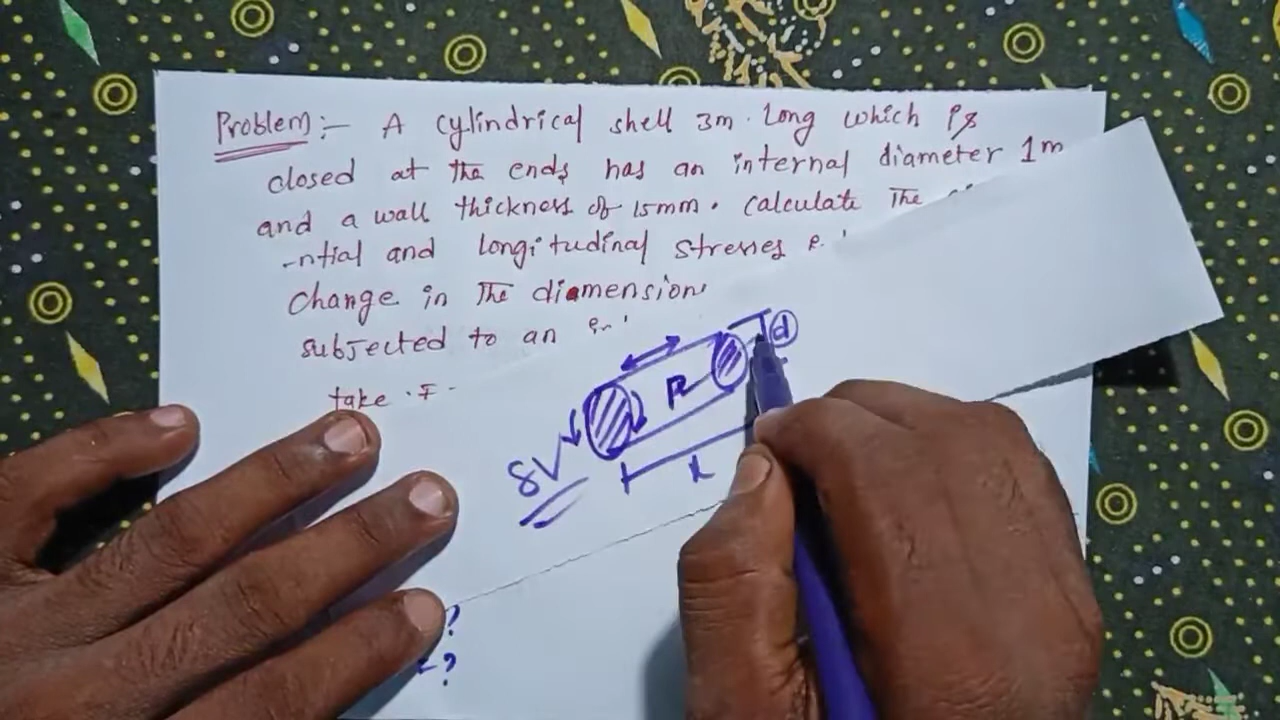 Problem :- A cylindrical shell 3m. Long which is
closed at the ends has an internal diameter 1m
and a wall thickness of 15mm. calculate The
-ntial and longitudinal stresses
change in The diamension
subjected to an
take.
d
P
δV
l
?
?